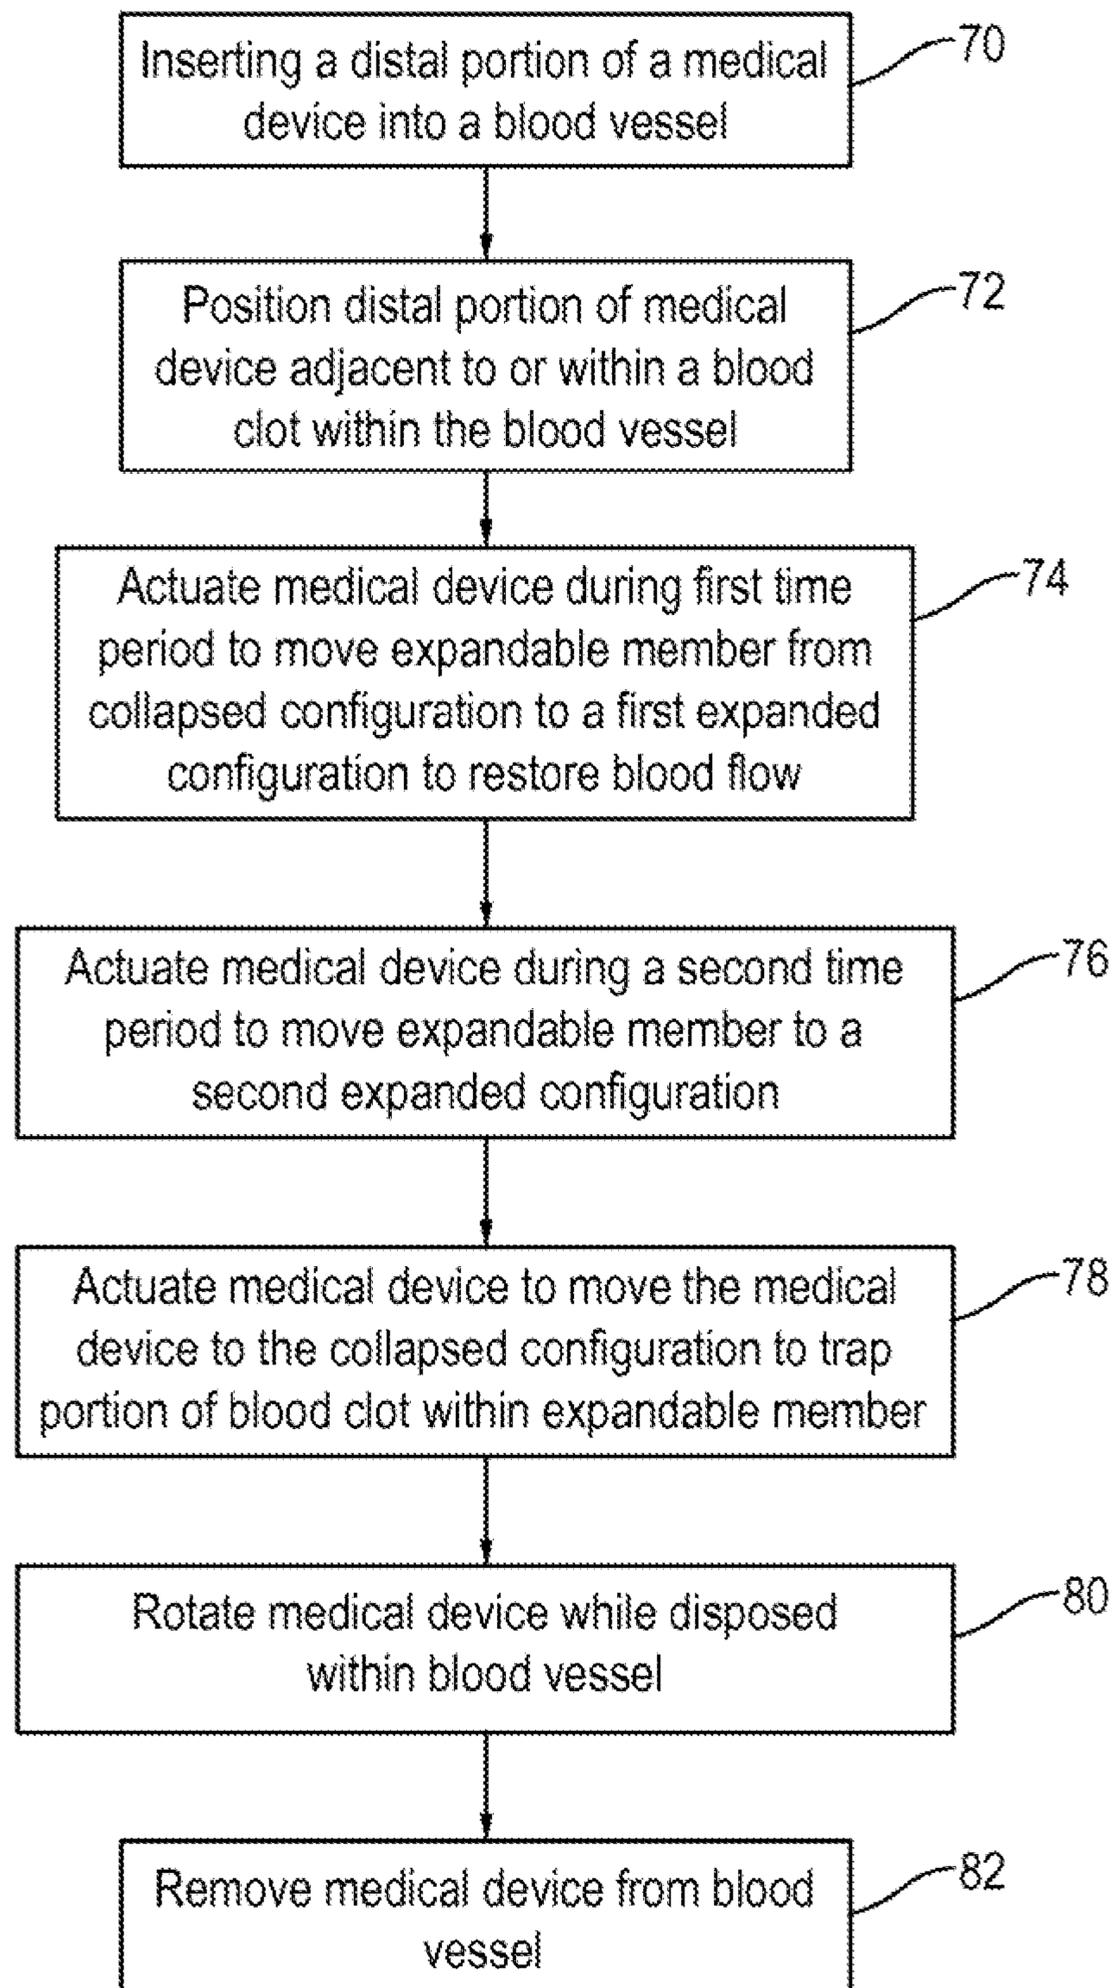 Inserting a distal portion of a medical
device into a blood vessel
70
Position distal portion of medical
device adjacent to or within a blood
clot within the blood vessel
72
Actuate medical device during first time
period to move expandable member from
collapsed configuration to a first expanded
configuration to restore blood flow
74
Actuate medical device during a second time
period to move expandable member to a
second expanded configuration
76
Actuate medical device to move the medical
device to the collapsed configuration to trap
portion of blood clot within expandable member
78
Rotate medical device while disposed
within blood vessel
80
Remove medical device from blood
vessel
82